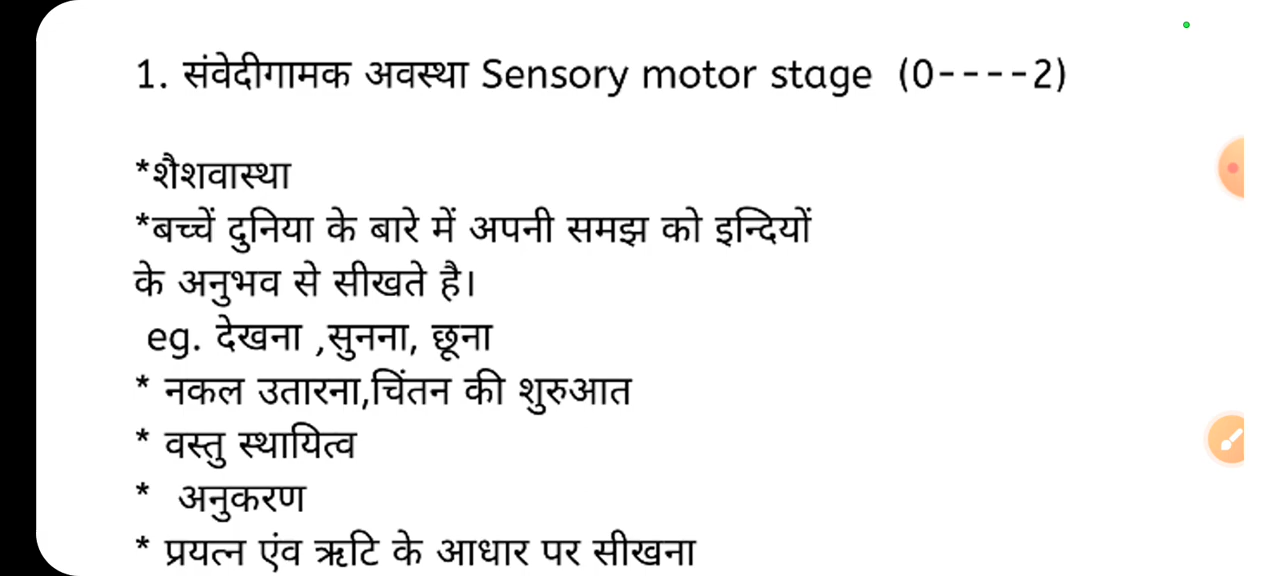 1. संवेदीगामक अवस्था Sensory motor stage (0----2)
*शैशवास्था
*बच्चें दुनिया के बारे में अपनी समझ को इन्दियों
के अनुभव से सीखते है।
eg. देखना ,सुनना, छूना
* नकल उतारना,चिंतन की शुरुआत
* वस्तु स्थायित्व
* अनुकरण
* प्रयत्न एंव ऋटि के आधार पर सीखना